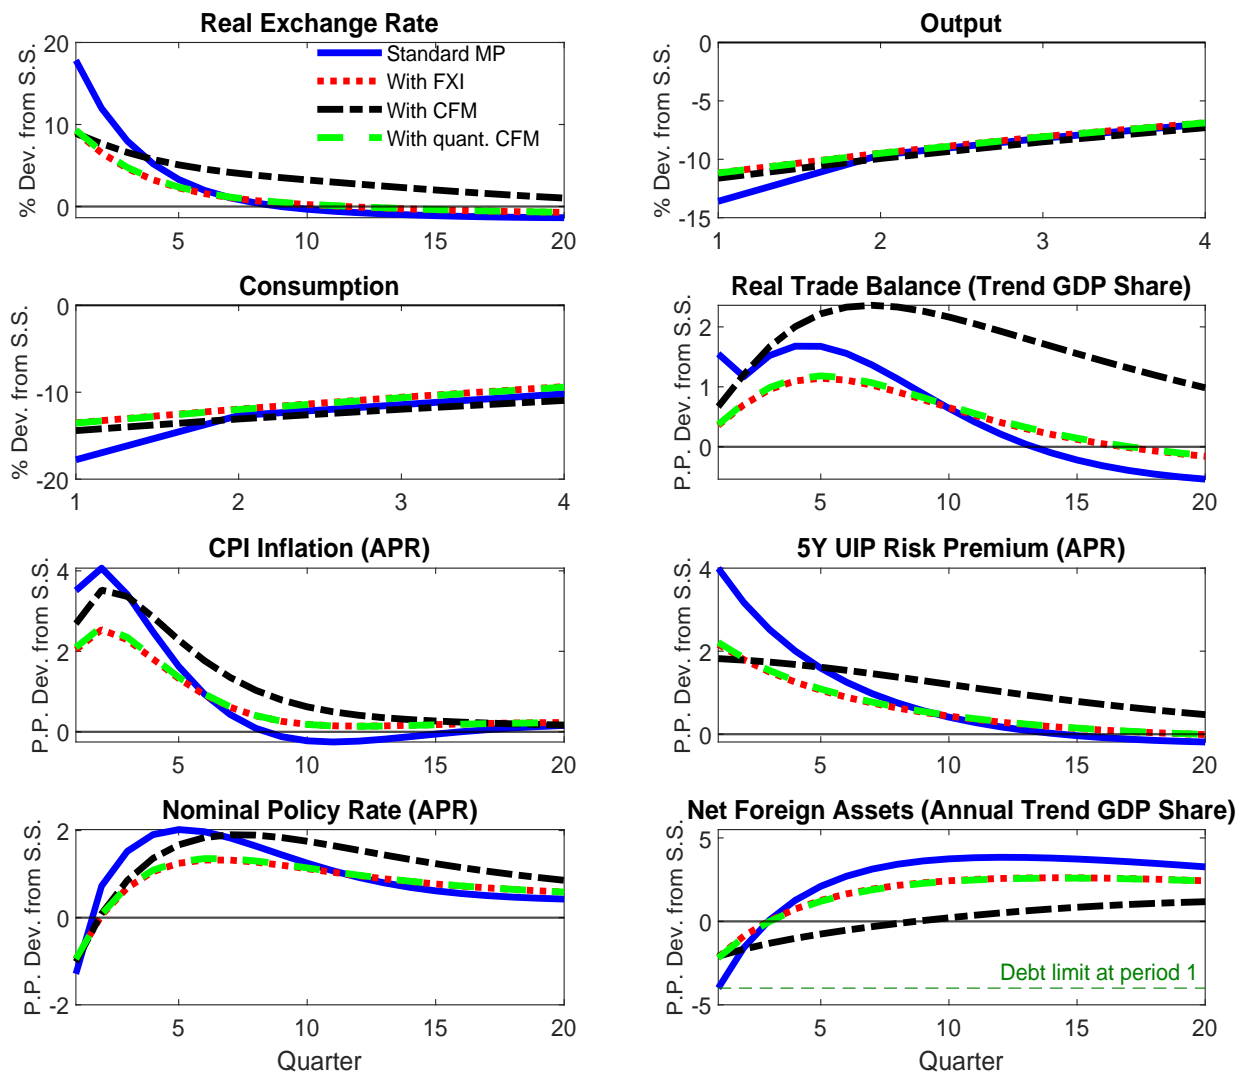 Real Exchange Rate
% Dev. from S.S.
20
10
0
5
10
15
20
Standard MP
With FXI
With CFM
With quant. CFM
Output
% Dev. from S.S.
0
-5
-10
-15
1
2
3
4
Consumption
% Dev. from S.S.
0
-10
-20
1
2
3
4
Real Trade Balance (Trend GDP Share)
P.P. Dev. from S.S.
2
1
0
5
10
15
20
CPI Inflation (APR)
P.P. Dev. from S.S.
4
2
0
5
10
15
20
5Y UIP Risk Premium (APR)
P.P. Dev. from S.S.
4
2
0
5
10
15
20
Nominal Policy Rate (APR)
P.P. Dev. from S.S.
2
0
-2
5
10
15
20
Quarter
Net Foreign Assets (Annual Trend GDP Share)
P.P. Dev. from S.S.
5
0
-5
Debt limit at period 1
5
10
15
20
Quarter